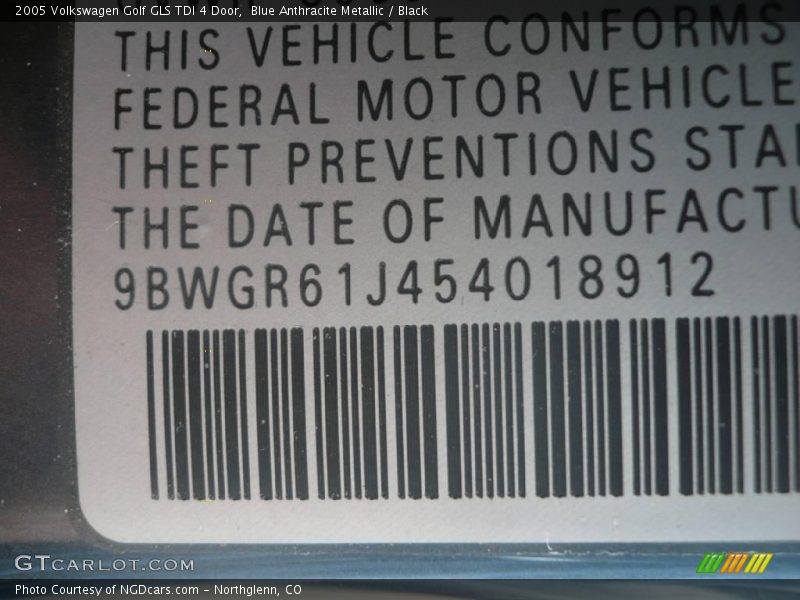 2005 Volkswagen Golf GLS TDI 4 Door, Blue Anthracite Metallic / Black
THIS VEHICLE CONFORMS
FEDERAL MOTOR VEHICLE
THEFT PREVENTIONS STA
THE DATE OF MANUFACTU
9BWGR61J454018912
GTCARLOT.COM
Photo Courtesy of NGDcars.com - Northglenn, CO